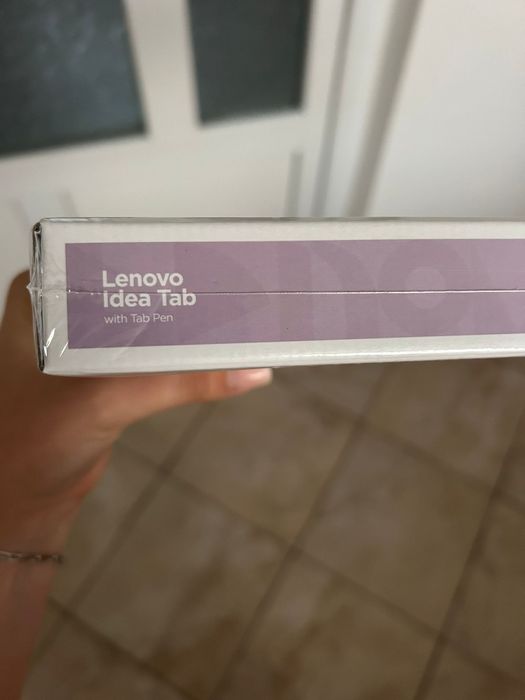 Lenovo
Idea Tab
with Tab Pen